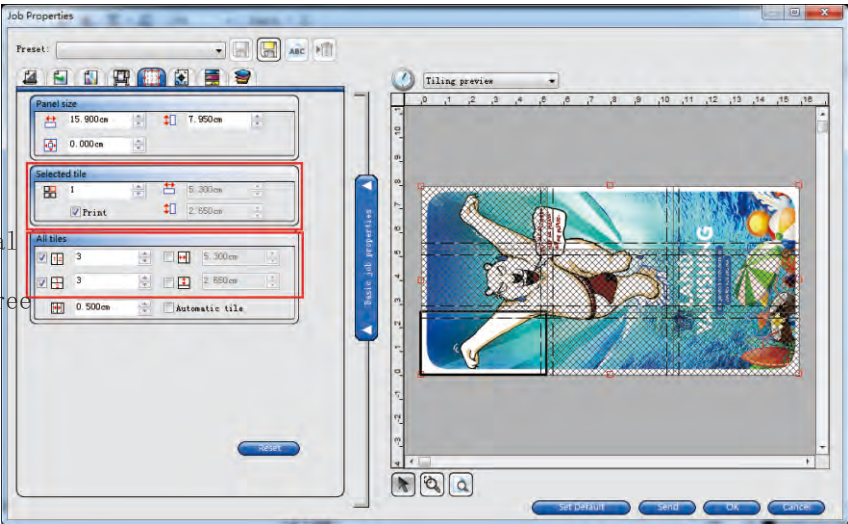 Job Properties
Preset:
ABC
Panel size
15.900cm 7.950cm
0.000cm
Selected tile
1 5.300cm
Print 2.650cm
al
All tiles
3 5.300cm
3 2.650cm
ree
0.500cm Automatic tile
Reset
Basic job properties
Tiling preview
0 1 2 3 4 5 6 7 8 9 10 11 12 13 14 15 16
VANISHING
Set Default Send OK Cancel